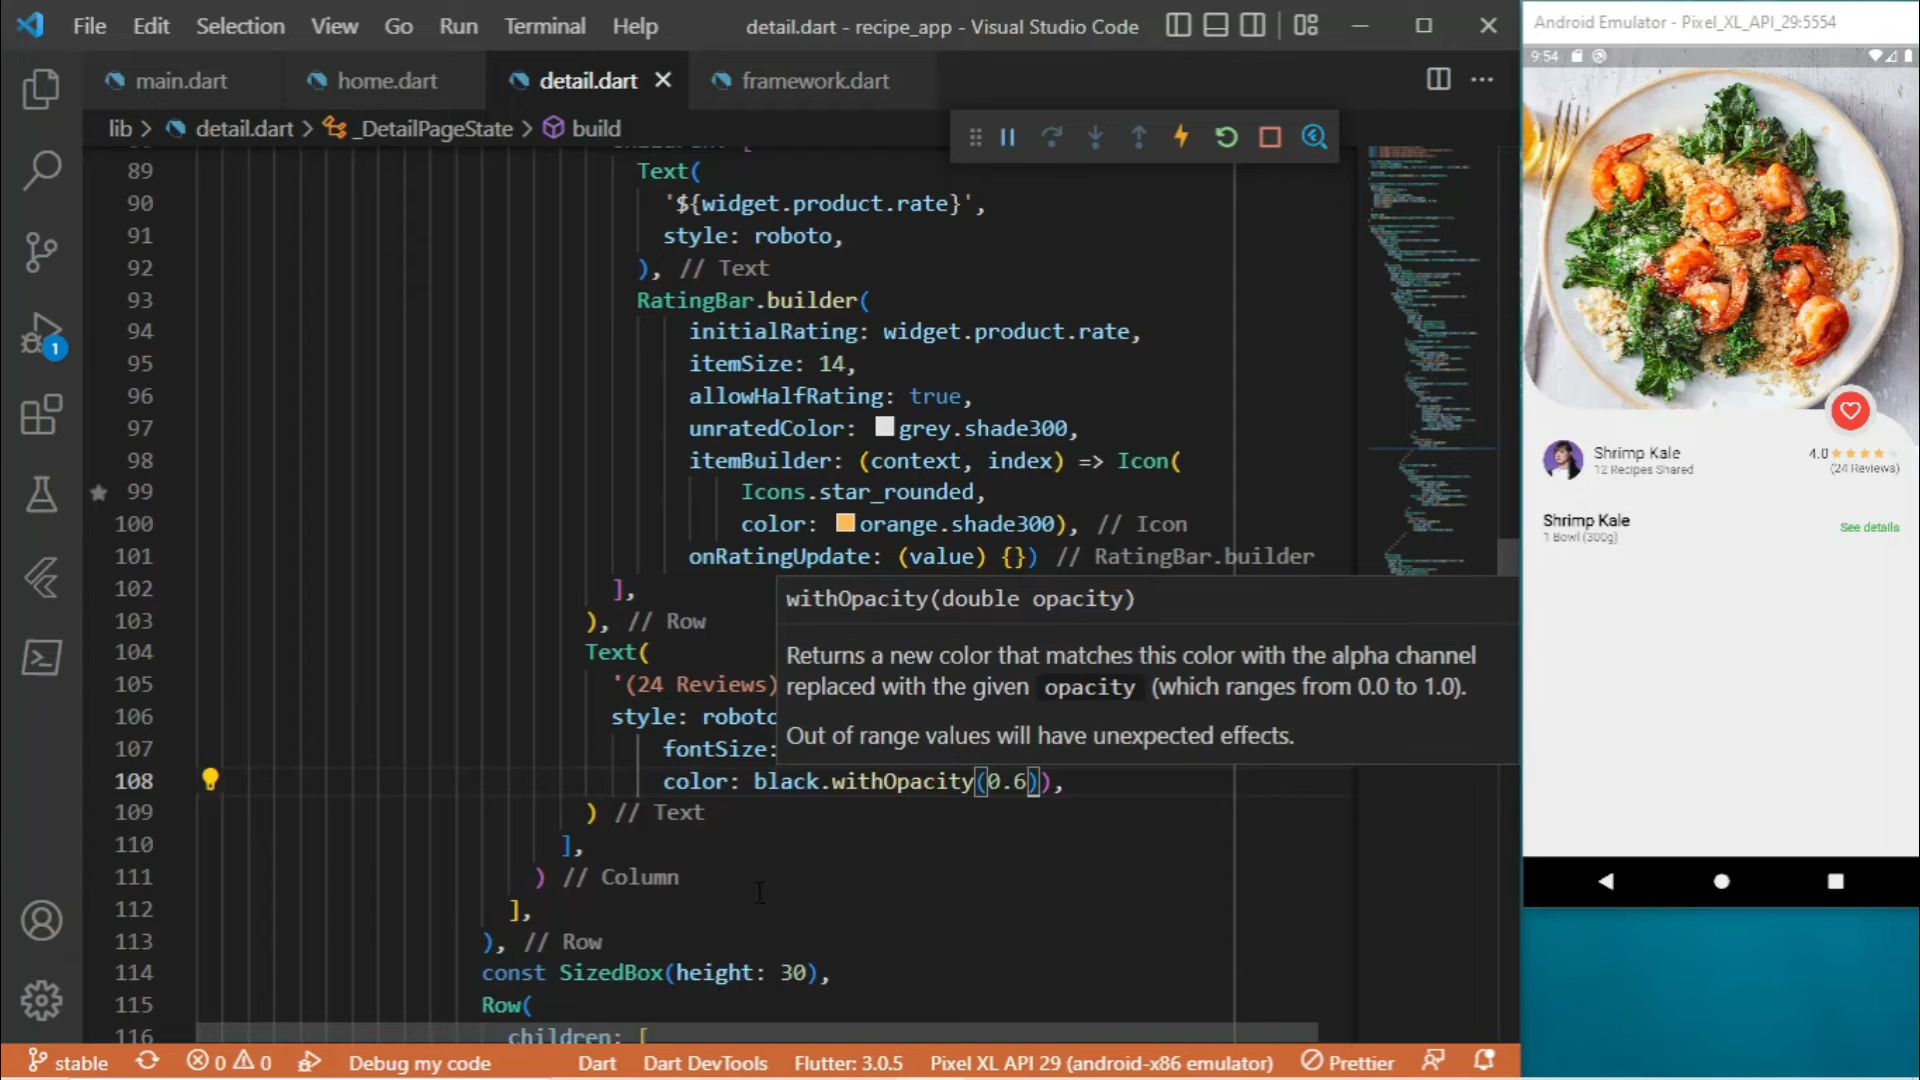 File Edit Selection View Go Run Terminal Help
detail.dart - recipe_app - Visual Studio Code
main.dart
home.dart
detail.dart
framework.dart
lib > detail.dart > _DetailPageState > build
89 Text(
90 '${widget.product.rate}',
91 style: roboto,
92 ), // Text
93 RatingBar.builder(
94 initialRating: widget.product.rate,
95 itemSize: 14,
96 allowHalfRating: true,
97 unratedColor: grey.shade300,
98 itemBuilder: (context, index) => Icon(
99 Icons.star_rounded,
100 color: orange.shade300), // Icon
101 onRatingUpdate: (value) {}) // RatingBar.builder
102 ],
103 ), // Row
104 Text(
105 '(24 Reviews)
106 style: roboto
107 fontSize:
108 color: black.withOpacity(0.6)),
109 ) // Text
110 ],
111 ) // Column
112 ],
113 ), // Row
114 const SizedBox(height: 30),
115 Row(
116 children: [
withOpacity(double opacity)
Returns a new color that matches this color with the alpha channel
replaced with the given opacity (which ranges from 0.0 to 1.0).
Out of range values will have unexpected effects.
1
stable
0 0
Debug my code
Dart
Dart DevTools
Flutter: 3.0.5
Pixel XL API 29 (android-x86 emulator)
Prettier
Android Emulator - Pixel_XL_API_29:5554
9:54
Shrimp Kale
12 Recipes Shared
4.0
(24 Reviews)
Shrimp Kale
1 Bowl (300g)
See details